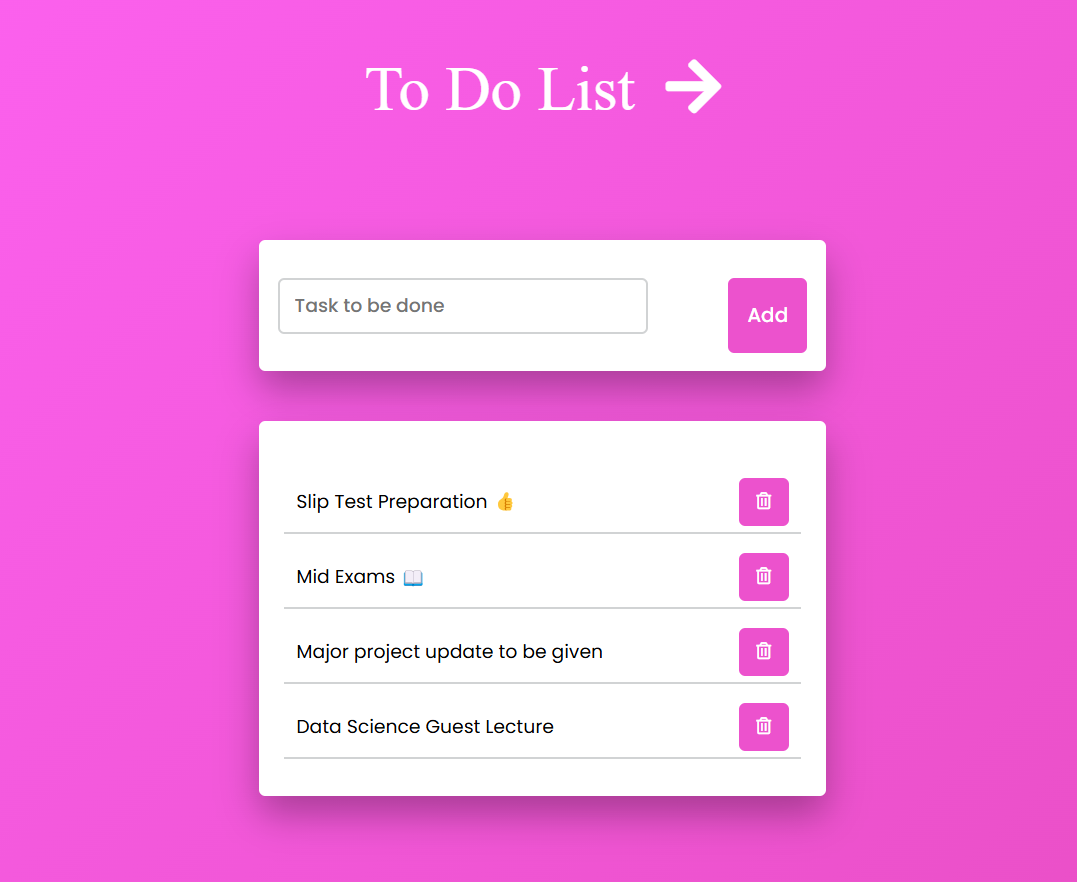 To Do List
Task to be done
Add
Slip Test Preparation 👍
Mid Exams 📖
Major project update to be given
Data Science Guest Lecture